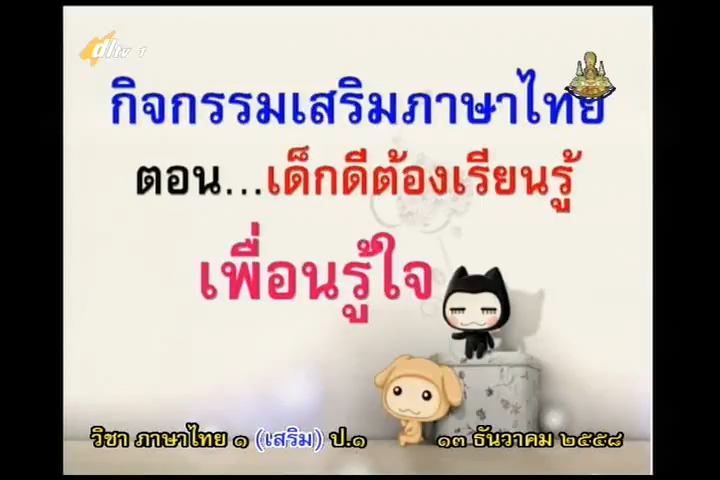 dltv 1
กิจกรรมเสริมภาษาไทย
ตอน...เด็กดีต้องเรียนรู้
เพื่อนรู้ใจ
วิชา ภาษาไทย ๑ (เสริม) ป.๑ ๑๓ ธันวาคม ๒๕๕๘